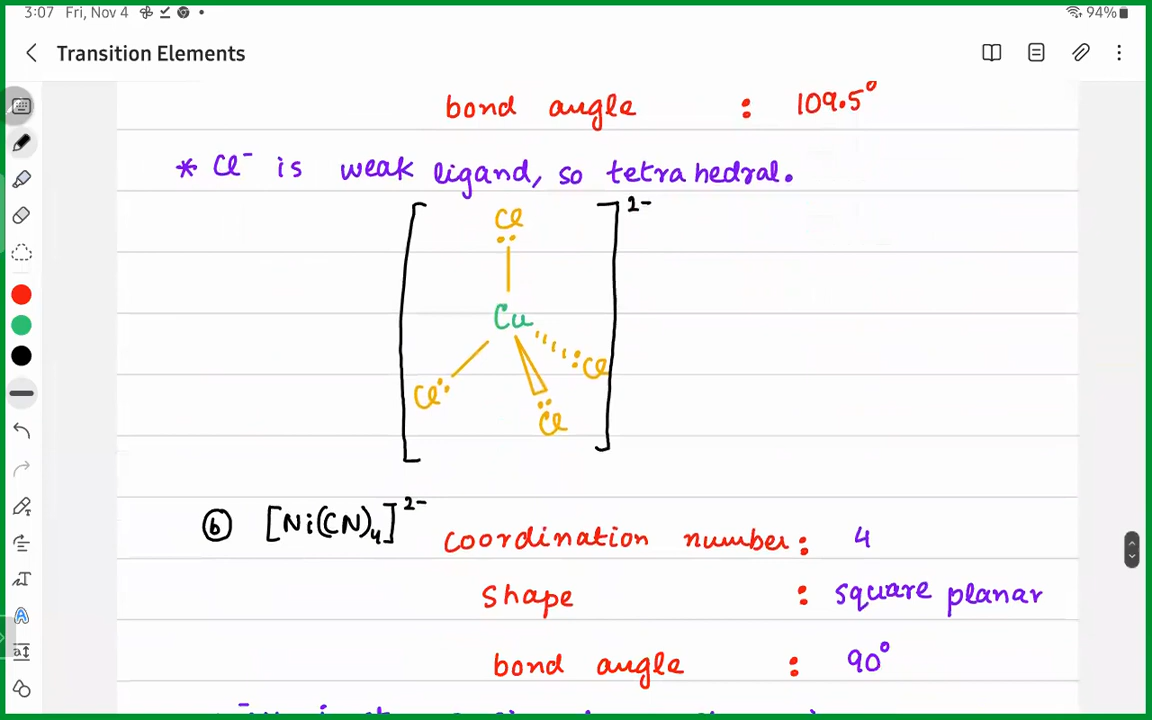 3:07 Fri, Nov 4
94%
Transition Elements
bond angle : 109.5°
* Cl⁻ is weak ligand, so tetrahedral.
2-
Cl
Cu
Cl
Cl
Cl
ⓑ [Ni(CN)₄]²⁻
coordination number : 4
shape : square planar
bond angle : 90°